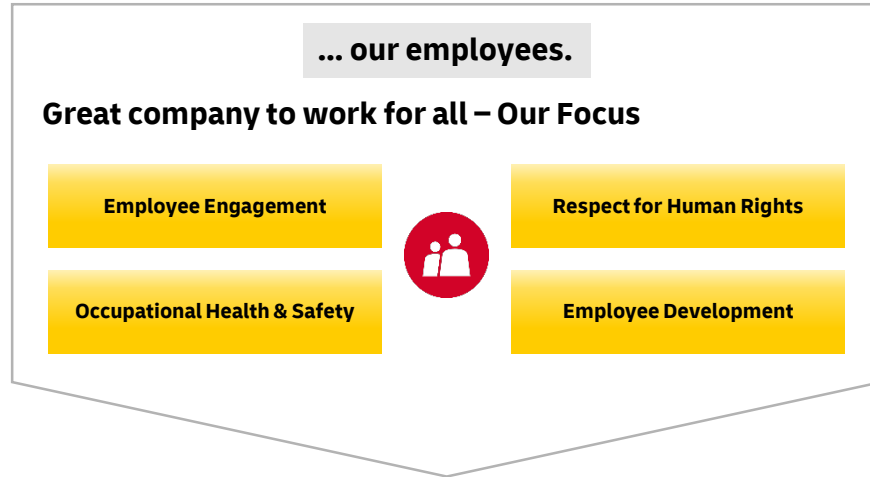 ... our employees.
Great company to work for all – Our Focus
Employee Engagement
Respect for Human Rights
Occupational Health & Safety
Employee Development